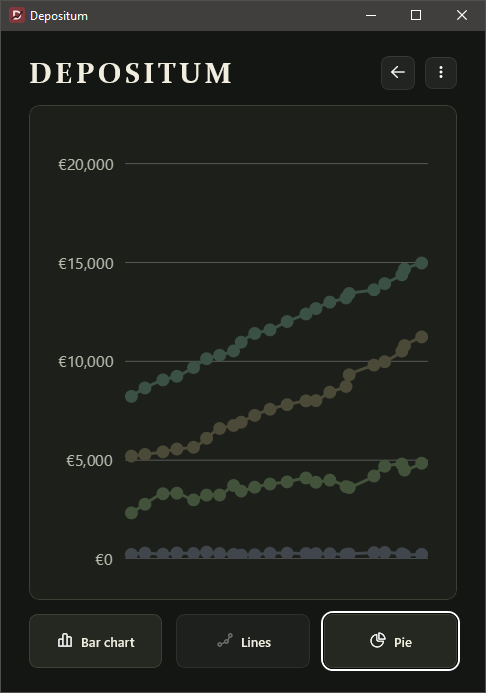 Depositum
DEPOSITUM
€20,000
€15,000
€10,000
€5,000
€0
Bar chart
Lines
Pie